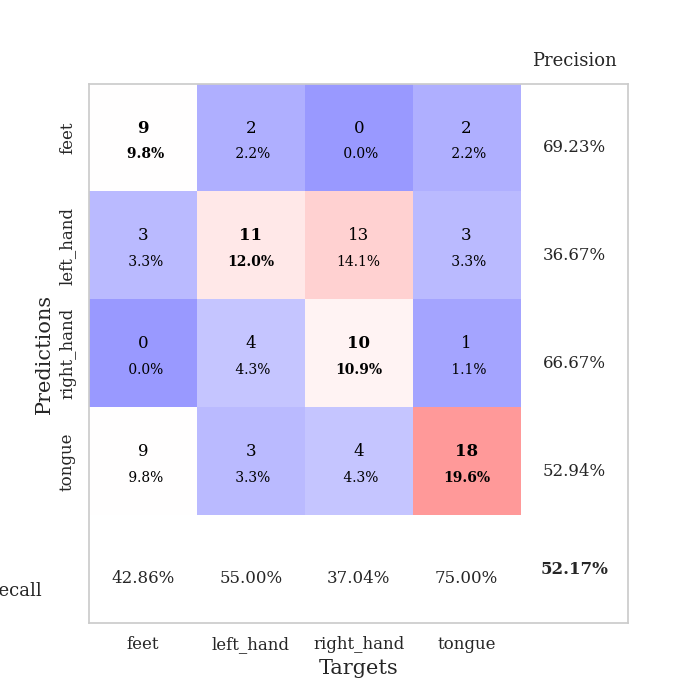 Precision
feet 9 2 0 2 69.23%
9.8% 2.2% 0.0% 2.2%
left_hand 3 11 13 3 36.67%
3.3% 12.0% 14.1% 3.3%
Predictions
right_hand 0 4 10 1 66.67%
0.0% 4.3% 10.9% 1.1%
tongue 9 3 4 18 52.94%
9.8% 3.3% 4.3% 19.6%
ecall 42.86% 55.00% 37.04% 75.00% 52.17%
feet left_hand right_hand tongue
Targets